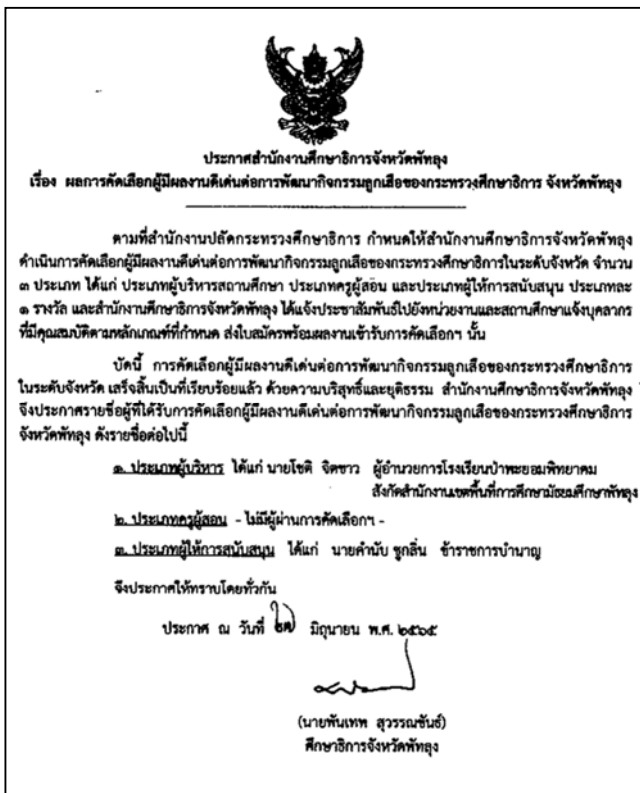 ประกาศสำนักงานศึกษาธิการจังหวัดพัทลุง
เรื่อง ผลการคัดเลือกผู้มีผลงานดีเด่นต่อการพัฒนากิจกรรมลูกเสือของกระทรวงศึกษาธิการ จังหวัดพัทลุง
ตามที่สำนักงานปลัดกระทรวงศึกษาธิการ กำหนดให้สำนักงานศึกษาธิการจังหวัดพัทลุง
ดำเนินการคัดเลือกผู้มีผลงานดีเด่นต่อการพัฒนากิจกรรมลูกเสือของกระทรวงศึกษาธิการในระดับจังหวัด จำนวน
๓ ประเภท ได้แก่ ประเภทผู้บริหารสถานศึกษา ประเภทครูผู้สอน และประเภทผู้ให้การสนับสนุน ประเภทละ
๑ รางวัล และสำนักงานศึกษาธิการจังหวัดพัทลุง ได้แจ้งประชาสัมพันธ์ไปยังหน่วยงานและสถานศึกษาแจ้งบุคลากร
ที่มีคุณสมบัติตามหลักเกณฑ์ที่กำหนด ส่งใบสมัครพร้อมผลงานเข้ารับการคัดเลือกฯ นั้น
บัดนี้ การคัดเลือกผู้มีผลงานดีเด่นต่อการพัฒนากิจกรรมลูกเสือของกระทรวงศึกษาธิการ
ในระดับจังหวัด เสร็จสิ้นเป็นที่เรียบร้อยแล้ว ด้วยความบริสุทธิ์และยุติธรรม สำนักงานศึกษาธิการจังหวัดพัทลุง
จึงประกาศรายชื่อผู้ที่ได้รับการคัดเลือกผู้มีผลงานดีเด่นต่อการพัฒนากิจกรรมลูกเสือของกระทรวงศึกษาธิการ
จังหวัดพัทลุง ดังรายชื่อต่อไปนี้
๑. ประเภทผู้บริหาร ได้แก่ นายโชติ จิตขาว ผู้อำนวยการโรงเรียนป่าพะยอมพิทยาคม
สังกัดสำนักงานเขตพื้นที่การศึกษามัธยมศึกษาพัทลุง
๒. ประเภทครูผู้สอน - ไม่มีผู้ผ่านการคัดเลือกฯ -
๓. ประเภทผู้ให้การสนับสนุน ได้แก่ นายคำนับ ชูกลิ่น ข้าราชการบำนาญ
จึงประกาศให้ทราบโดยทั่วกัน
ประกาศ ณ วันที่ ๒๗ มิถุนายน พ.ศ. ๒๕๖๕
(นายพันเทพ สุวรรณขันธ์)
ศึกษาธิการจังหวัดพัทลุง